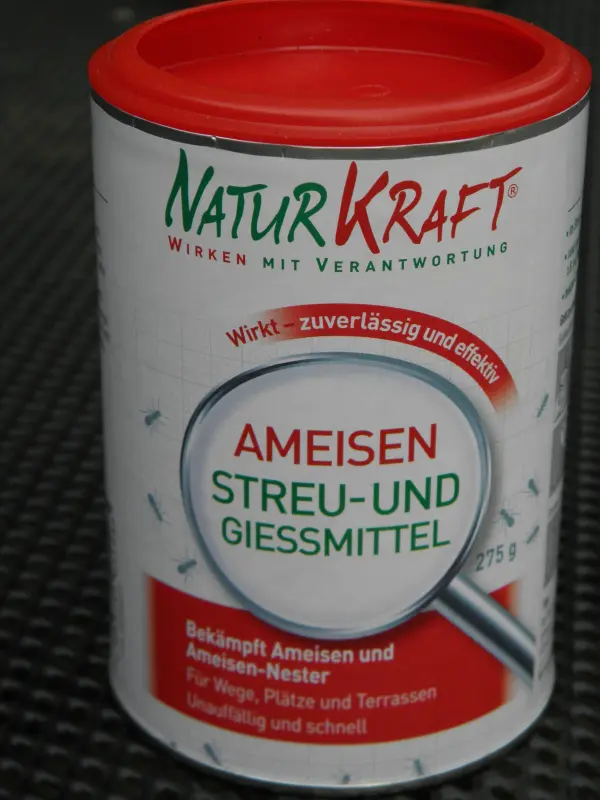 NATURKRAFT®
WIRKEN MIT VERANTWORTUNG
Wirkt – zuverlässig und effektiv
AMEISEN
STREU-UND
GIESSMITTEL
275 g
Bekämpft Ameisen und
Ameisen-Nester
Für Wege, Plätze und Terrassen
Unauffällig und schnell